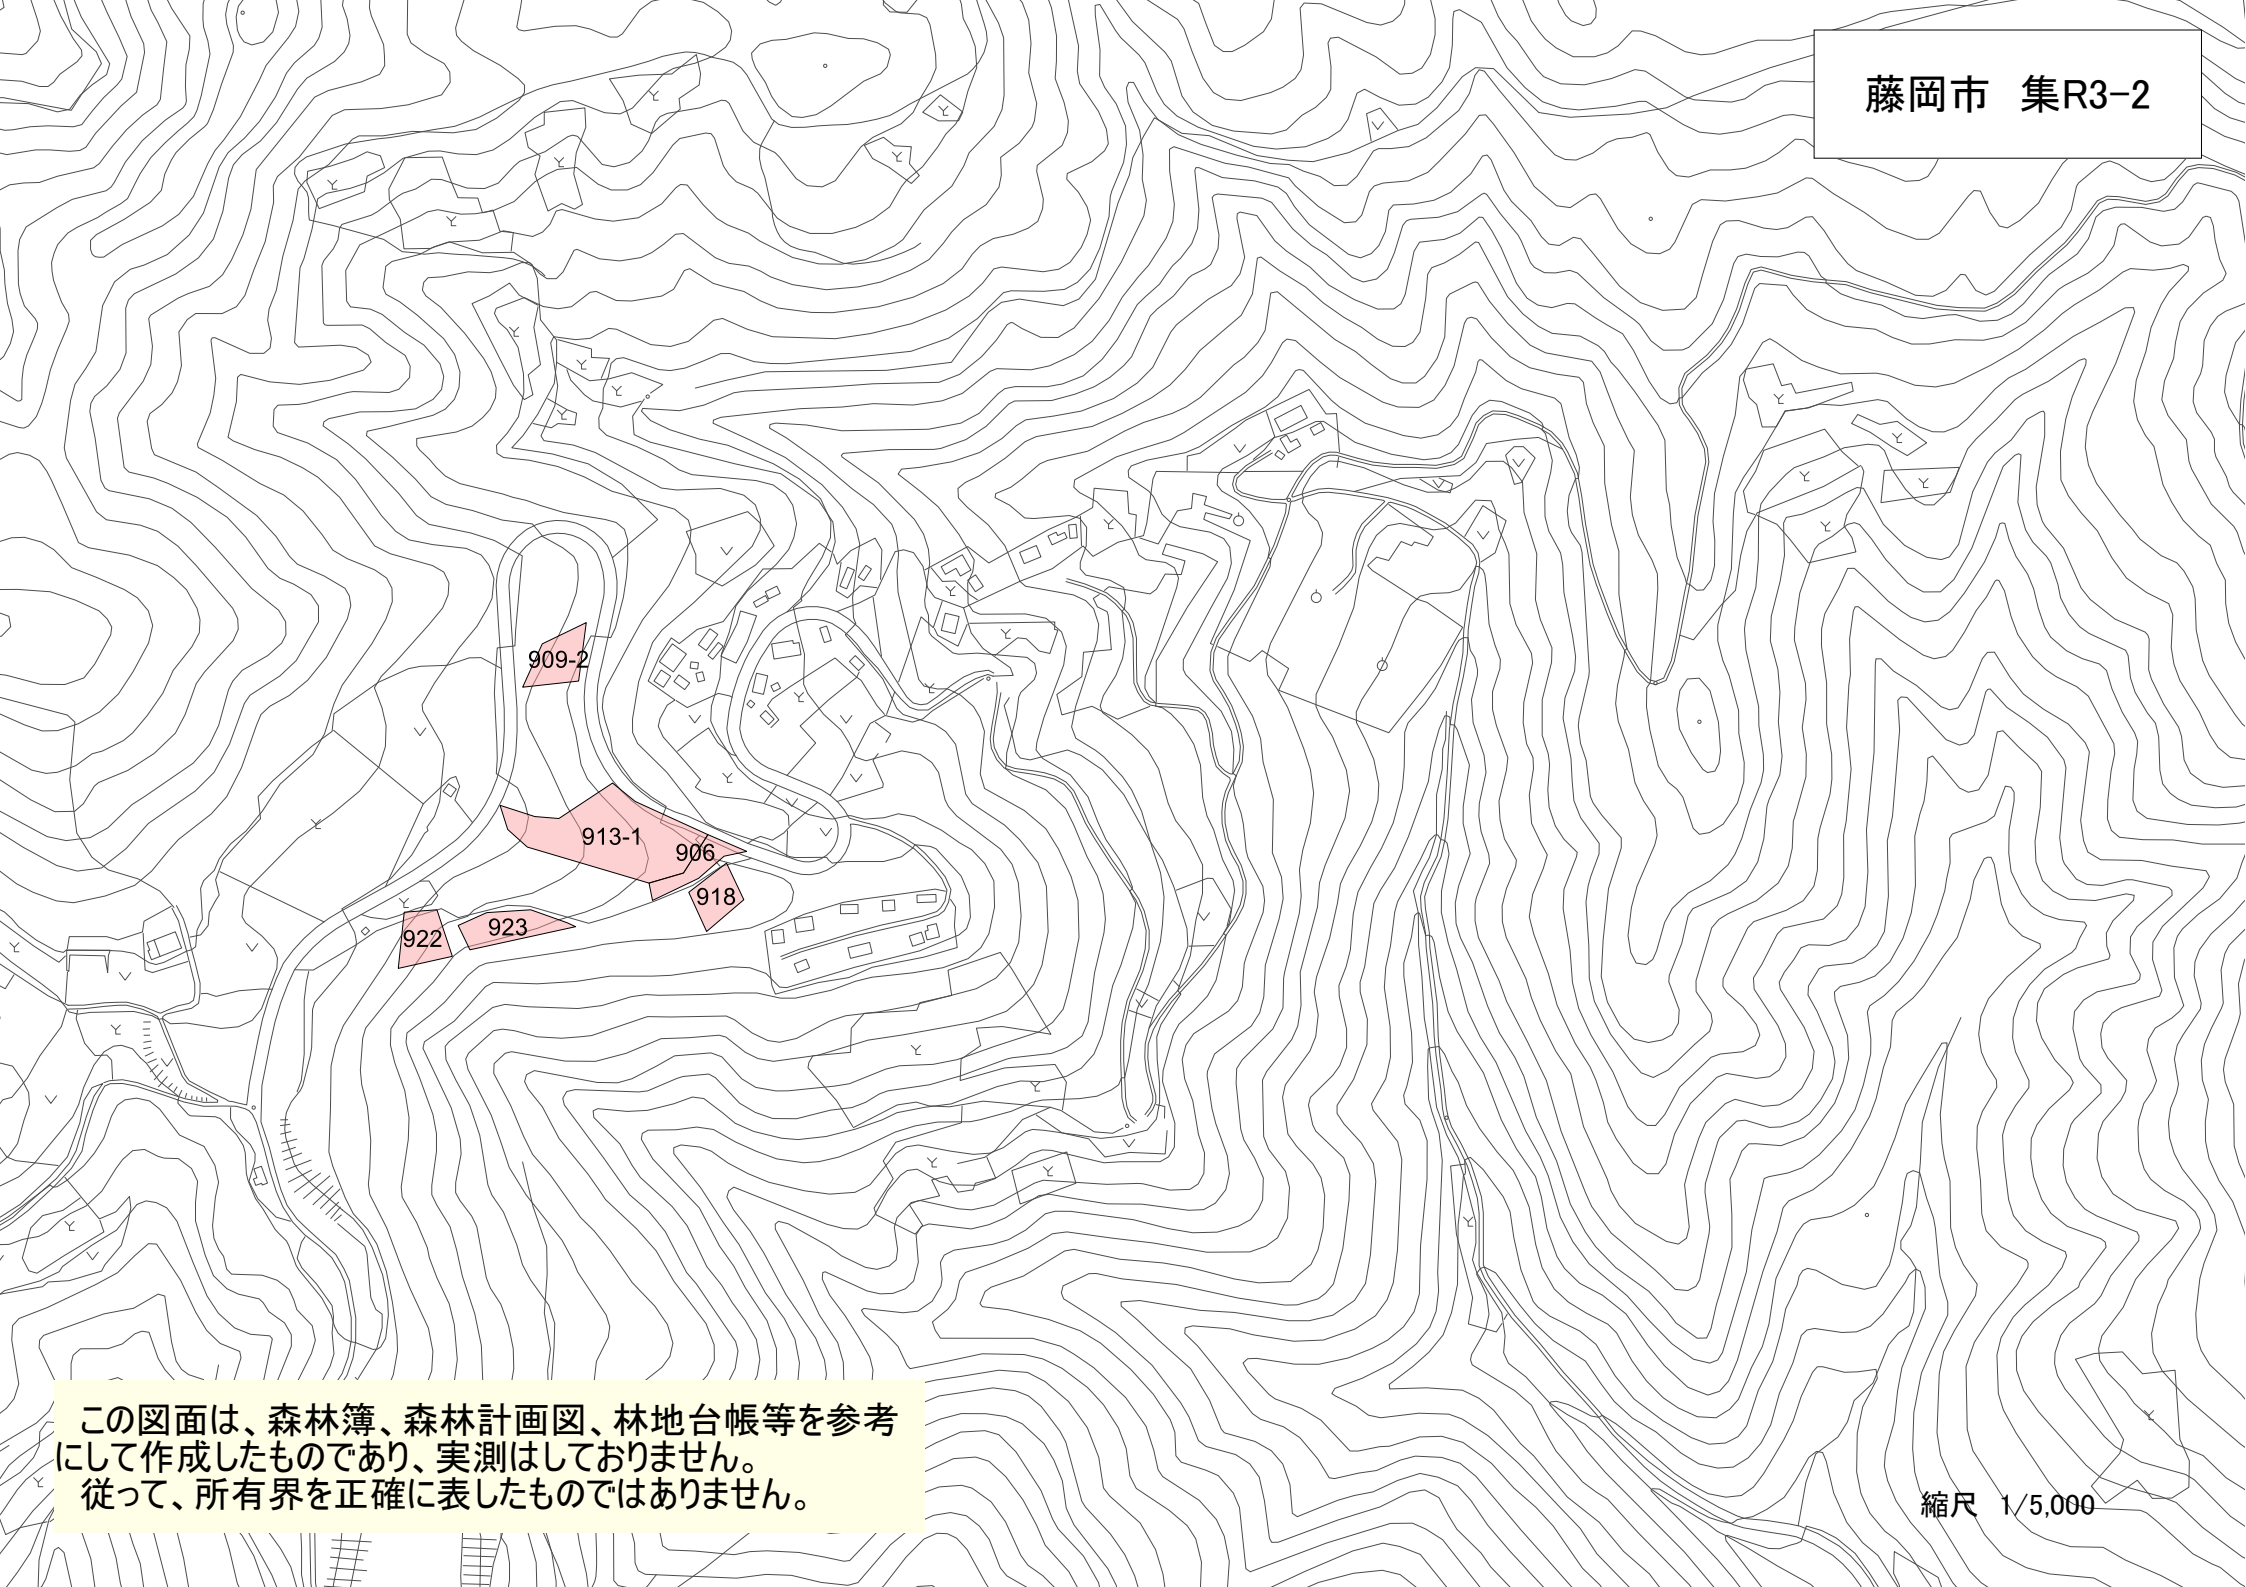 藤岡市　集R3-2
909-2
913-1
906
918
923
922
この図面は、森林簿、森林計画図、林地台帳等を参考
にして作成したものであり、実測はしておりません。
従って、所有界を正確に表したものではありません。
縮尺　1/5,000